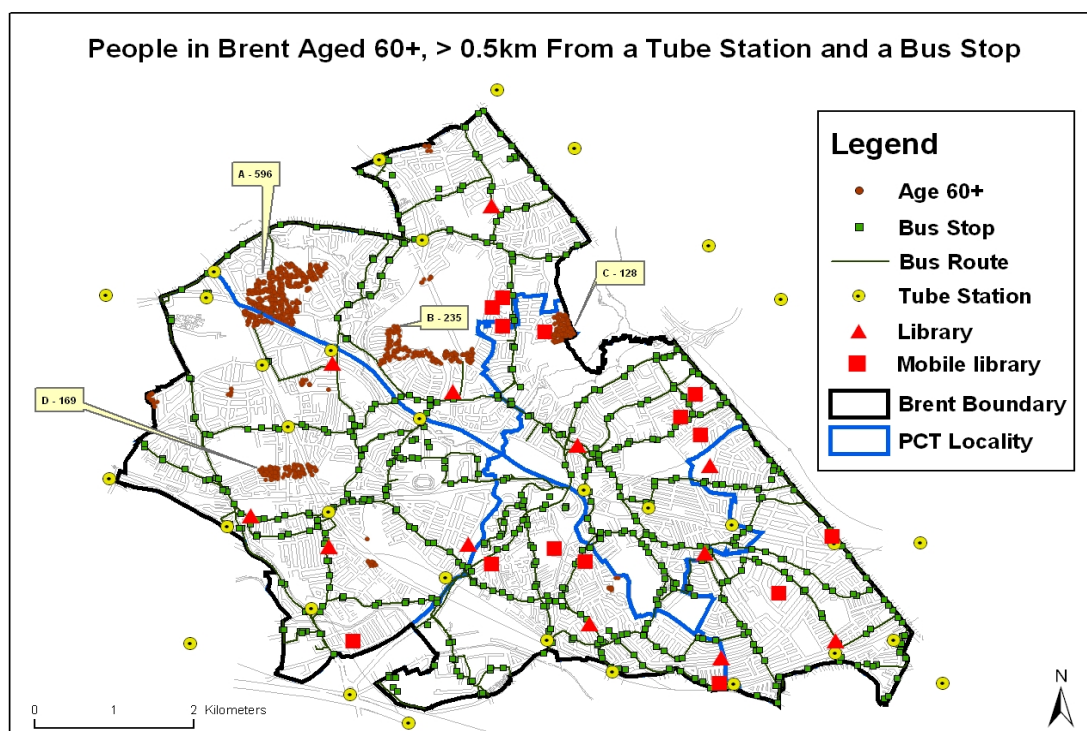 People in Brent Aged 60+, > 0.5km From a Tube Station and a Bus Stop
A - 596
B - 235
C - 128
D - 169
Legend
Age 60+
Bus Stop
Bus Route
Tube Station
Library
Mobile library
Brent Boundary
PCT Locality
0 1 2 Kilometers
N